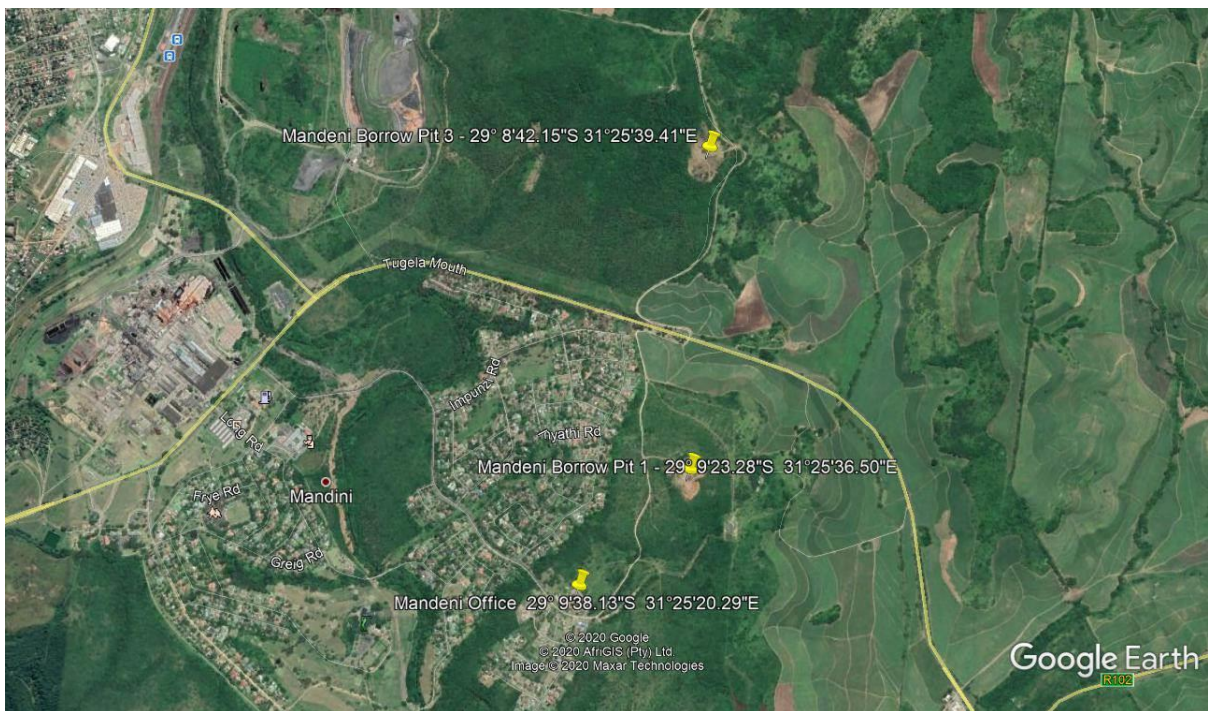 Mandeni Borrow Pit 3 - 29° 8'42.15"S 31°25'39.41"E
Tugela Mouth
Impunzi Rd
Inyathi Rd
Long Rd
Mandeni Borrow Pit 1 - 29° 9'23.28"S  31°25'36.50"E
Frye Rd
Mandini
Greig Rd
Mandeni Office  29° 9'38.13"S  31°25'20.29"E
© 2020 Google
© 2020 AfriGIS (Pty) Ltd.
Image © 2020 Maxar Technologies
Google Earth
R102